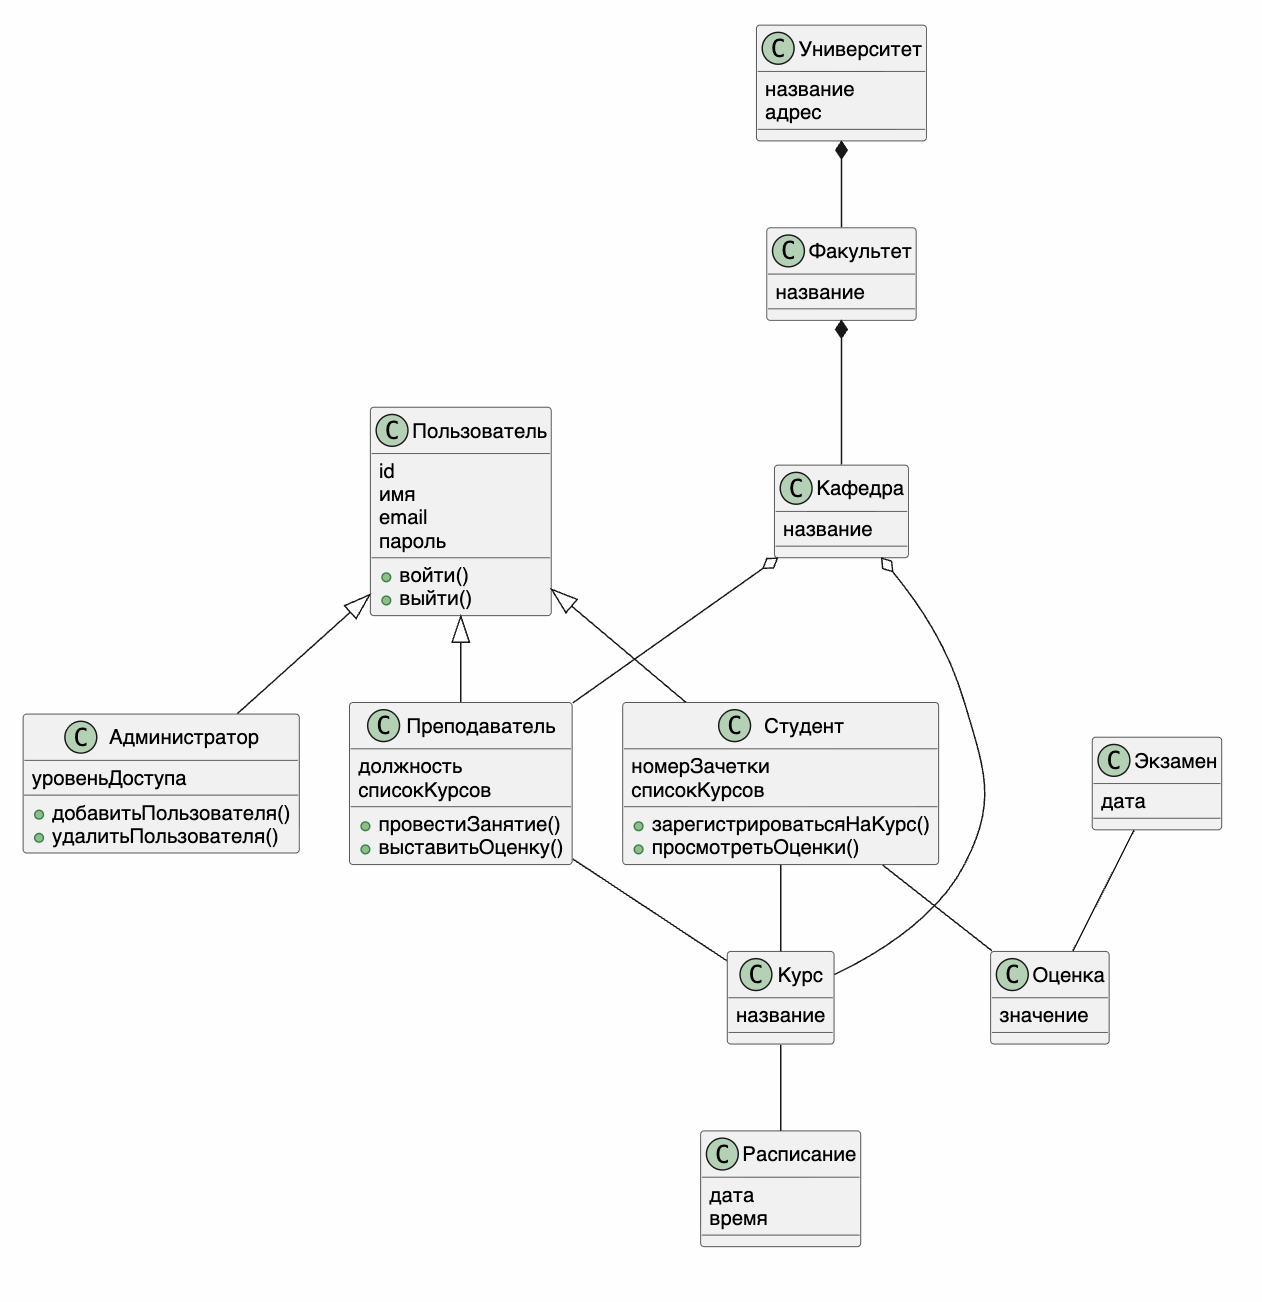 C Университет
название
адрес
C Факультет
название
C Пользователь
id
имя
email
пароль
войти()
выйти()
C Кафедра
название
C Администратор
уровеньДоступа
добавитьПользователя()
удалитьПользователя()
C Преподаватель
должность
списокКурсов
провестиЗанятие()
выставитьОценку()
C Студент
номерЗачетки
списокКурсов
зарегистрироватьсяНаКурс()
просмотретьОценки()
C Экзамен
дата
C Курс
название
C Оценка
значение
C Расписание
дата
время